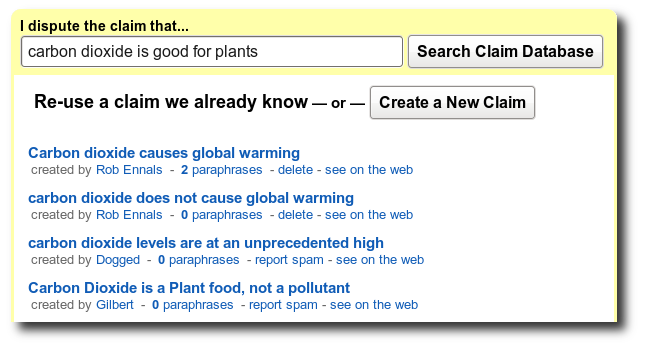 I dispute the claim that...
carbon dioxide is good for plants Search Claim Database
Re-use a claim we already know — or — Create a New Claim
Carbon dioxide causes global warming
created by Rob Ennals - 2 paraphrases - delete - see on the web
carbon dioxide does not cause global warming
created by Rob Ennals - 0 paraphrases - delete - see on the web
carbon dioxide levels are at an unprecedented high
created by Dogged - 0 paraphrases - report spam - see on the web
Carbon Dioxide is a Plant food, not a pollutant
created by Gilbert - 0 paraphrases - report spam - see on the web